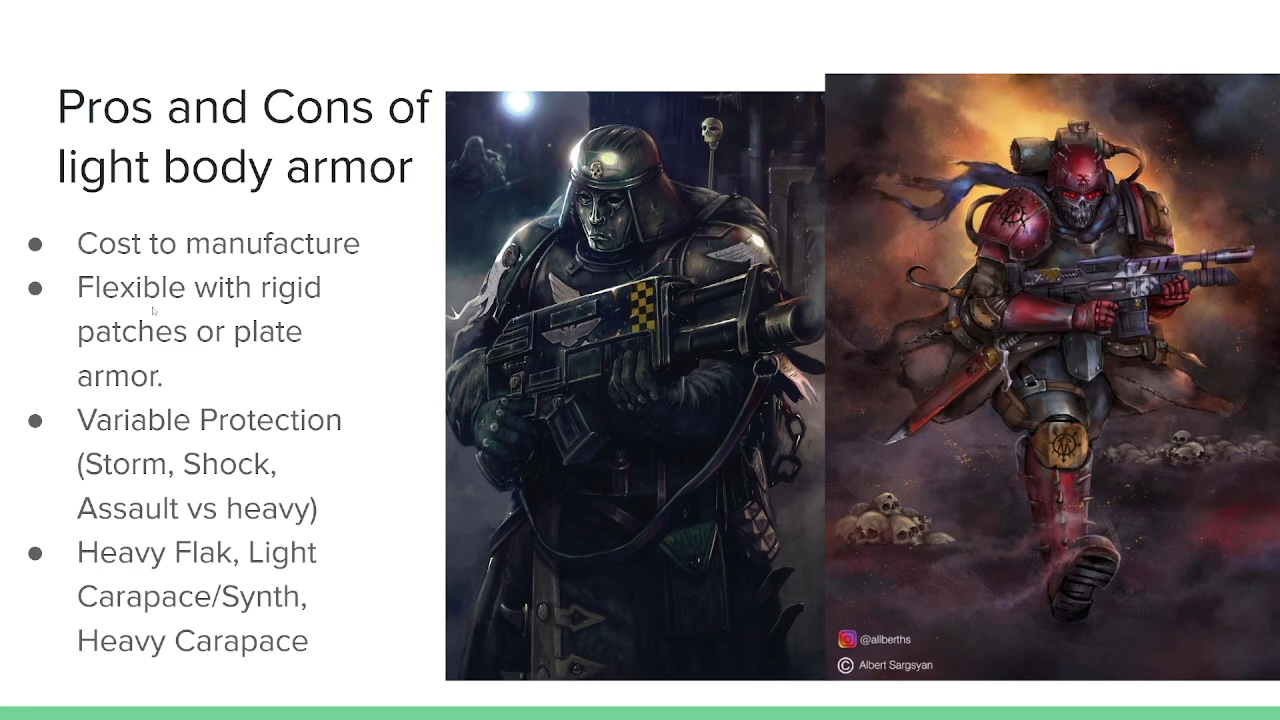 Pros and Cons of
light body armor
● Cost to manufacture
● Flexible with rigid
patches or plate
armor.
● Variable Protection
(Storm, Shock,
Assault vs heavy)
● Heavy Flak, Light
Carapace/Synth,
Heavy Carapace
@allberths
© Albert Sargsyan